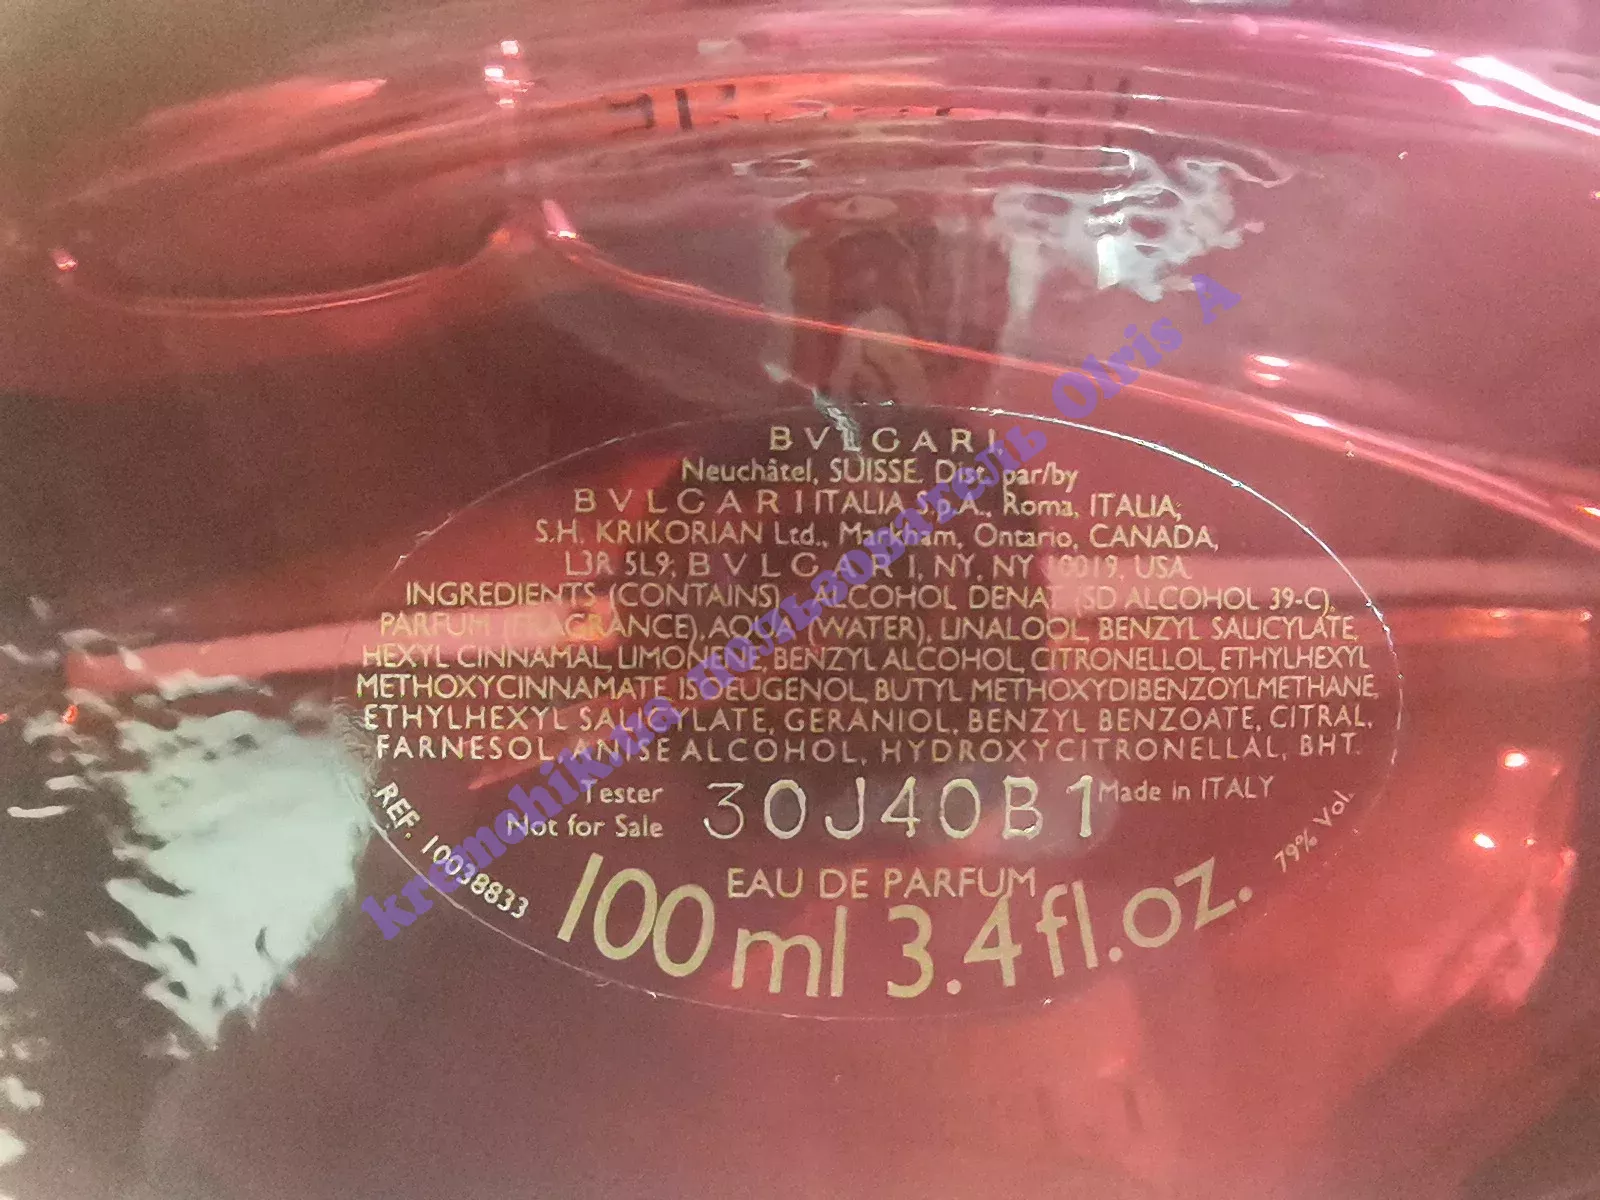 BVLGARI,
Neuchâtel, SUISSE. Dist. par/by
BVLGARI ITALIA S.p.A., Roma, ITALIA;
S.H. KRIKORIAN Ltd., Markham, Ontario, CANADA,
L3R 5L9; BVLGARI, NY, NY 10019, USA.
INGREDIENTS (CONTAINS): ALCOHOL DENAT. (SD ALCOHOL 39-C),
PARFUM (FRAGRANCE), AQUA (WATER), LINALOOL, BENZYL SALICYLATE,
HEXYL CINNAMAL, LIMONENE, BENZYL ALCOHOL, CITRONELLOL, ETHYLHEXYL
METHOXYCINNAMATE, ISOEUGENOL, BUTYL METHOXYDIBENZOYLMETHANE,
ETHYLHEXYL SALICYLATE, GERANIOL, BENZYL BENZOATE, CITRAL,
FARNESOL, ANISE ALCOHOL, HYDROXYCITRONELLAL, BHT.
Tester
Not for Sale
30J40B1
Made in ITALY
REF. 10038833
EAU DE PARFUM
79% Vol.
100 ml 3.4 fl.oz.
kramohik.ua користувач Olris A